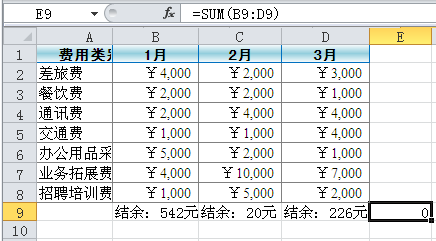 E9 fx =SUM(B9:D9)
A B C D E
1 费用类别 1月 2月 3月
2 差旅费 ￥4,000 ￥2,000 ￥3,000
3 餐饮费 ￥2,000 ￥2,000 ￥1,000
4 通讯费 ￥2,000 ￥4,000 ￥4,000
5 交通费 ￥1,000 ￥1,000 ￥4,000
6 办公用品采 ￥5,000 ￥2,000 ￥1,000
7 业务拓展费 ￥4,000 ￥10,000 ￥7,000
8 招聘培训费 ￥1,000 ￥5,000 ￥2,000
9 结余：542元 结余：20元 结余：226元 0
10